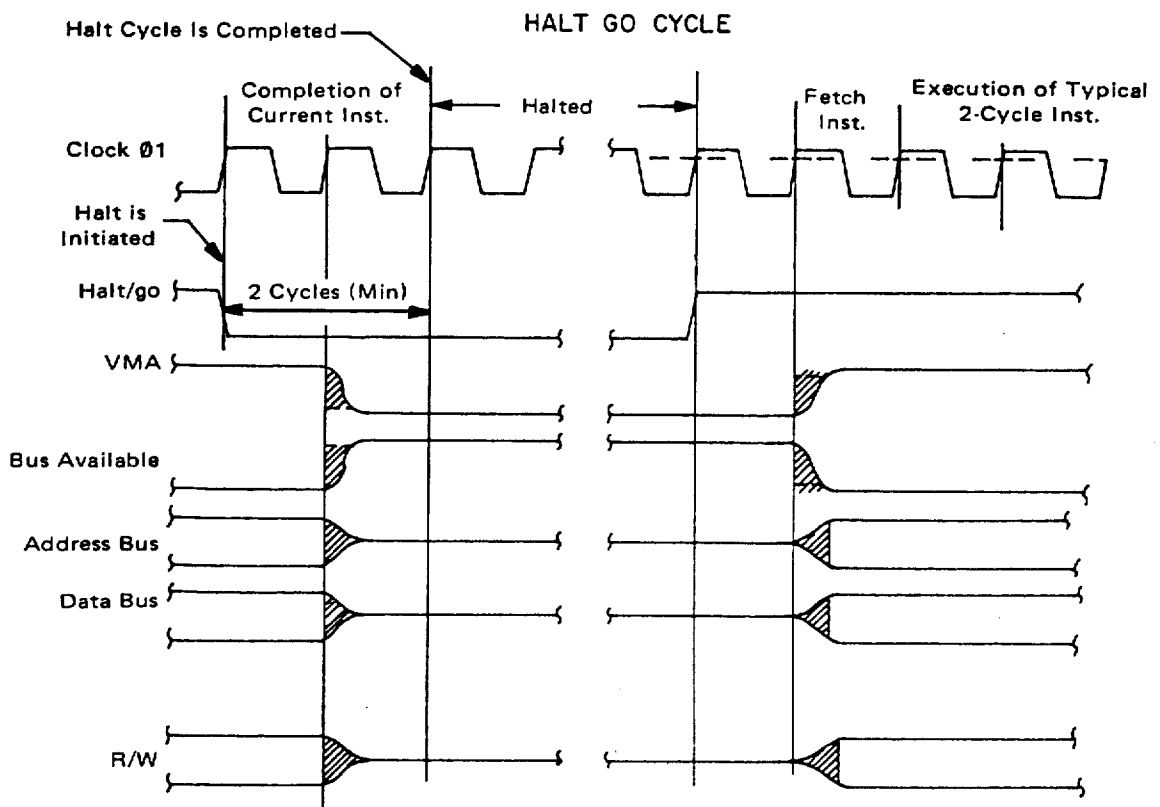 HALT GO CYCLE
Halt Cycle Is Completed
Completion of
Current Inst.
Halted
Fetch
Inst.
Execution of Typical
2-Cycle Inst.
Clock Ø1
Halt is
Initiated
Halt/go
2 Cycles (Min)
VMA
Bus Available
Address Bus
Data Bus
R/W